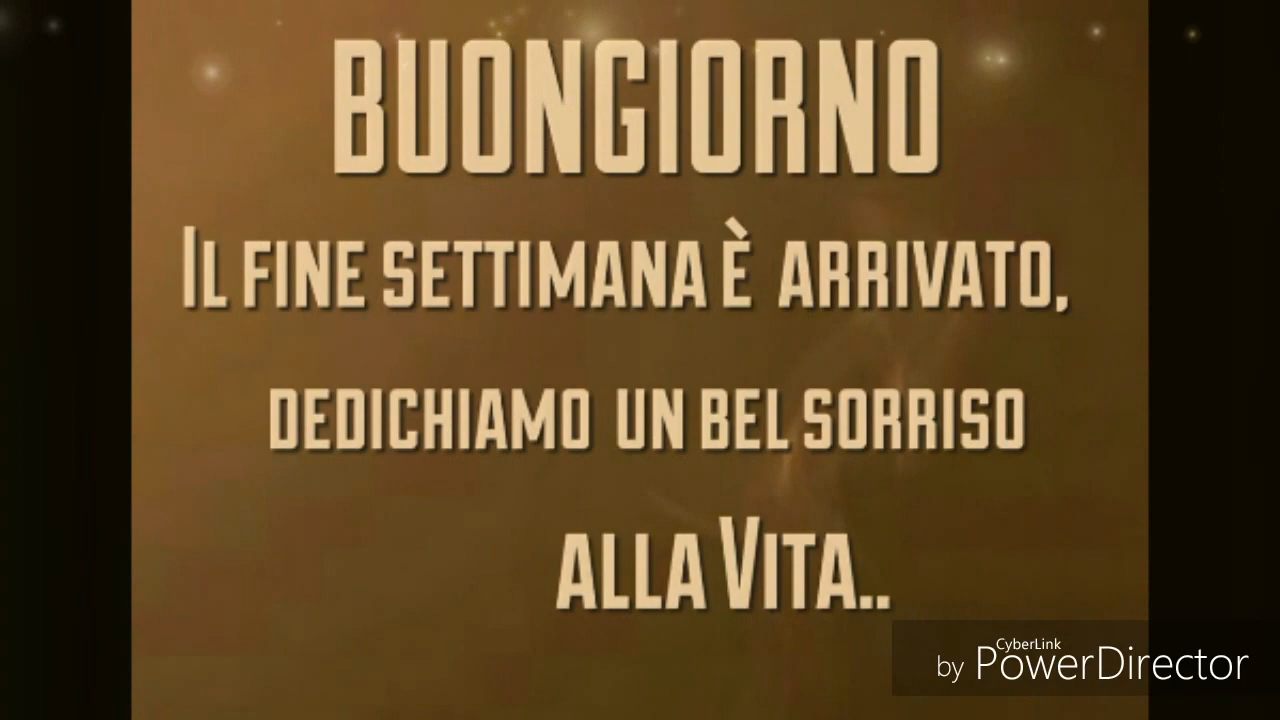 BUONGIORNO
IL FINE SETTIMANA È ARRIVATO,
DEDICHIAMO UN BEL SORRISO
ALLA VITA..
CyberLink
by PowerDirector